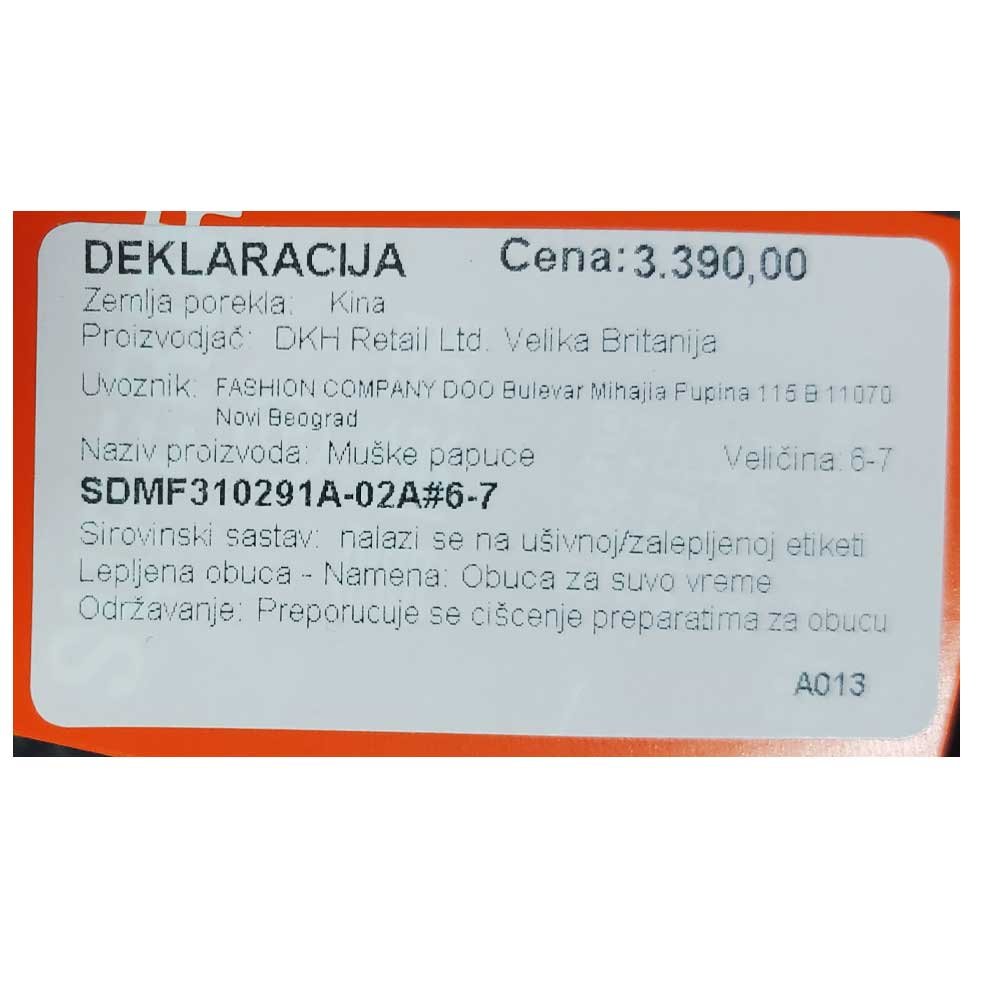 DEKLARACIJA Cena:3.390,00
Zemlja porekla: Kina
Proizvodjač: DKH Retail Ltd. Velika Britanija
Uvoznik: FASHION COMPANY DOO Bulevar Mihajla Pupina 115 B 11070
Novi Beograd
Naziv proizvoda: Muške papuce Veličina: 6-7
SDMF310291A-02A#6-7
Sirovinski sastav: nalazi se na ušivnoj/zalepljenoj etiketi
Lepljena obuca - Namena: Obuca za suvo vreme
Održavanje: Preporucuje se cišcenje preparatima za obucu
A013